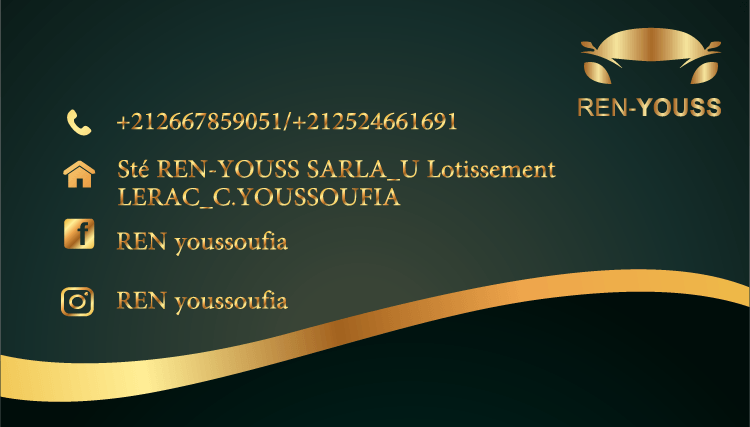 REN-YOUSS
+212667859051/+212524661691
Sté REN-YOUSS SARLA_U Lotissement
LERAC_C.YOUSSOUFIA
REN youssoufia
REN youssoufia